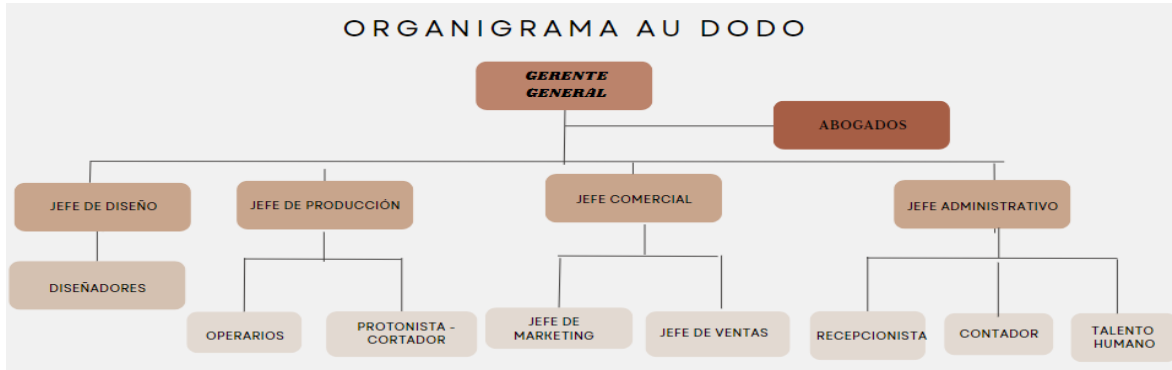 ORGANIGRAMA AU DODO
GERENTE
GENERAL
ABOGADOS
JEFE DE DISEÑO
JEFE DE PRODUCCIÓN
JEFE COMERCIAL
JEFE ADMINISTRATIVO
DISEÑADORES
OPERARIOS
PROTONISTA -
CORTADOR
JEFE DE
MARKETING
JEFE DE VENTAS
RECEPCIONISTA
CONTADOR
TALENTO
HUMANO